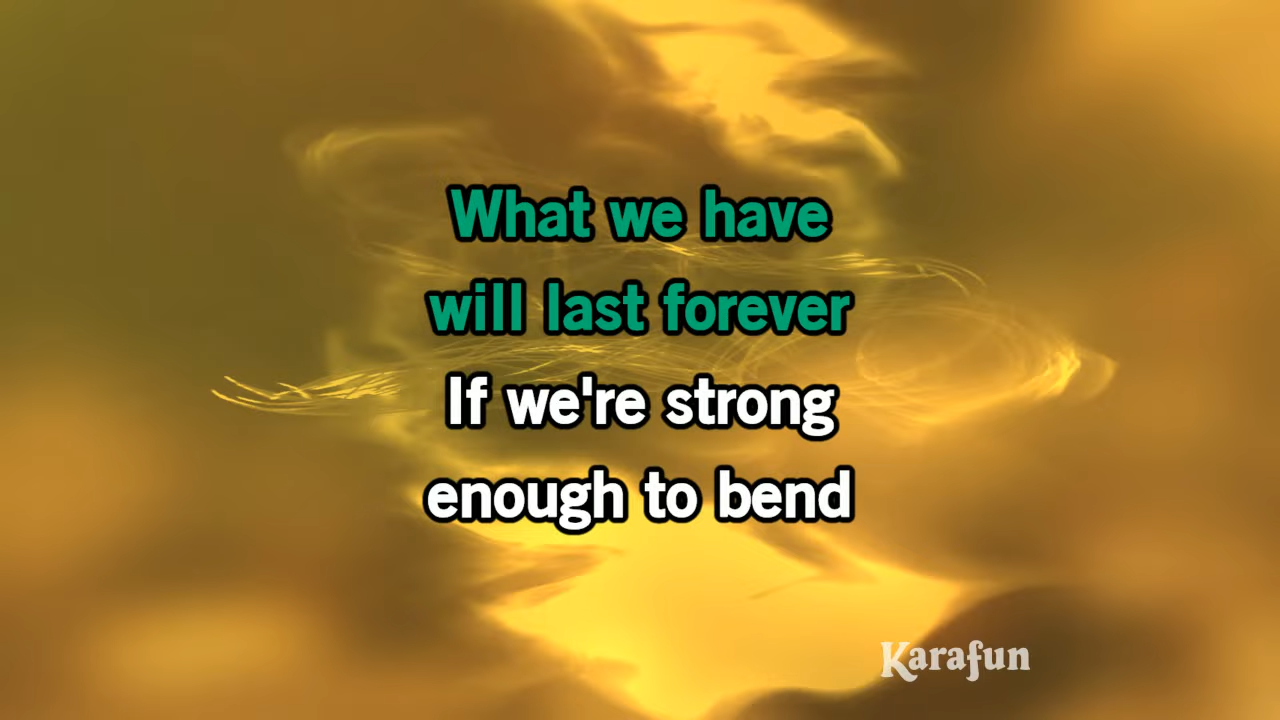 What we have
will last forever
If we're strong
enough to bend
Karafun